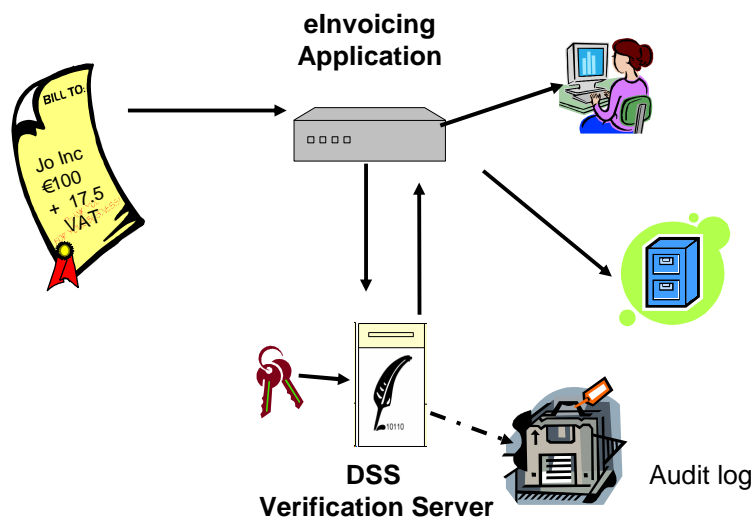 eInvoicing
Application
BILL TO:
Jo Inc
€100
+ 17.5
VAT
10110
DSS
Verification Server
Audit log